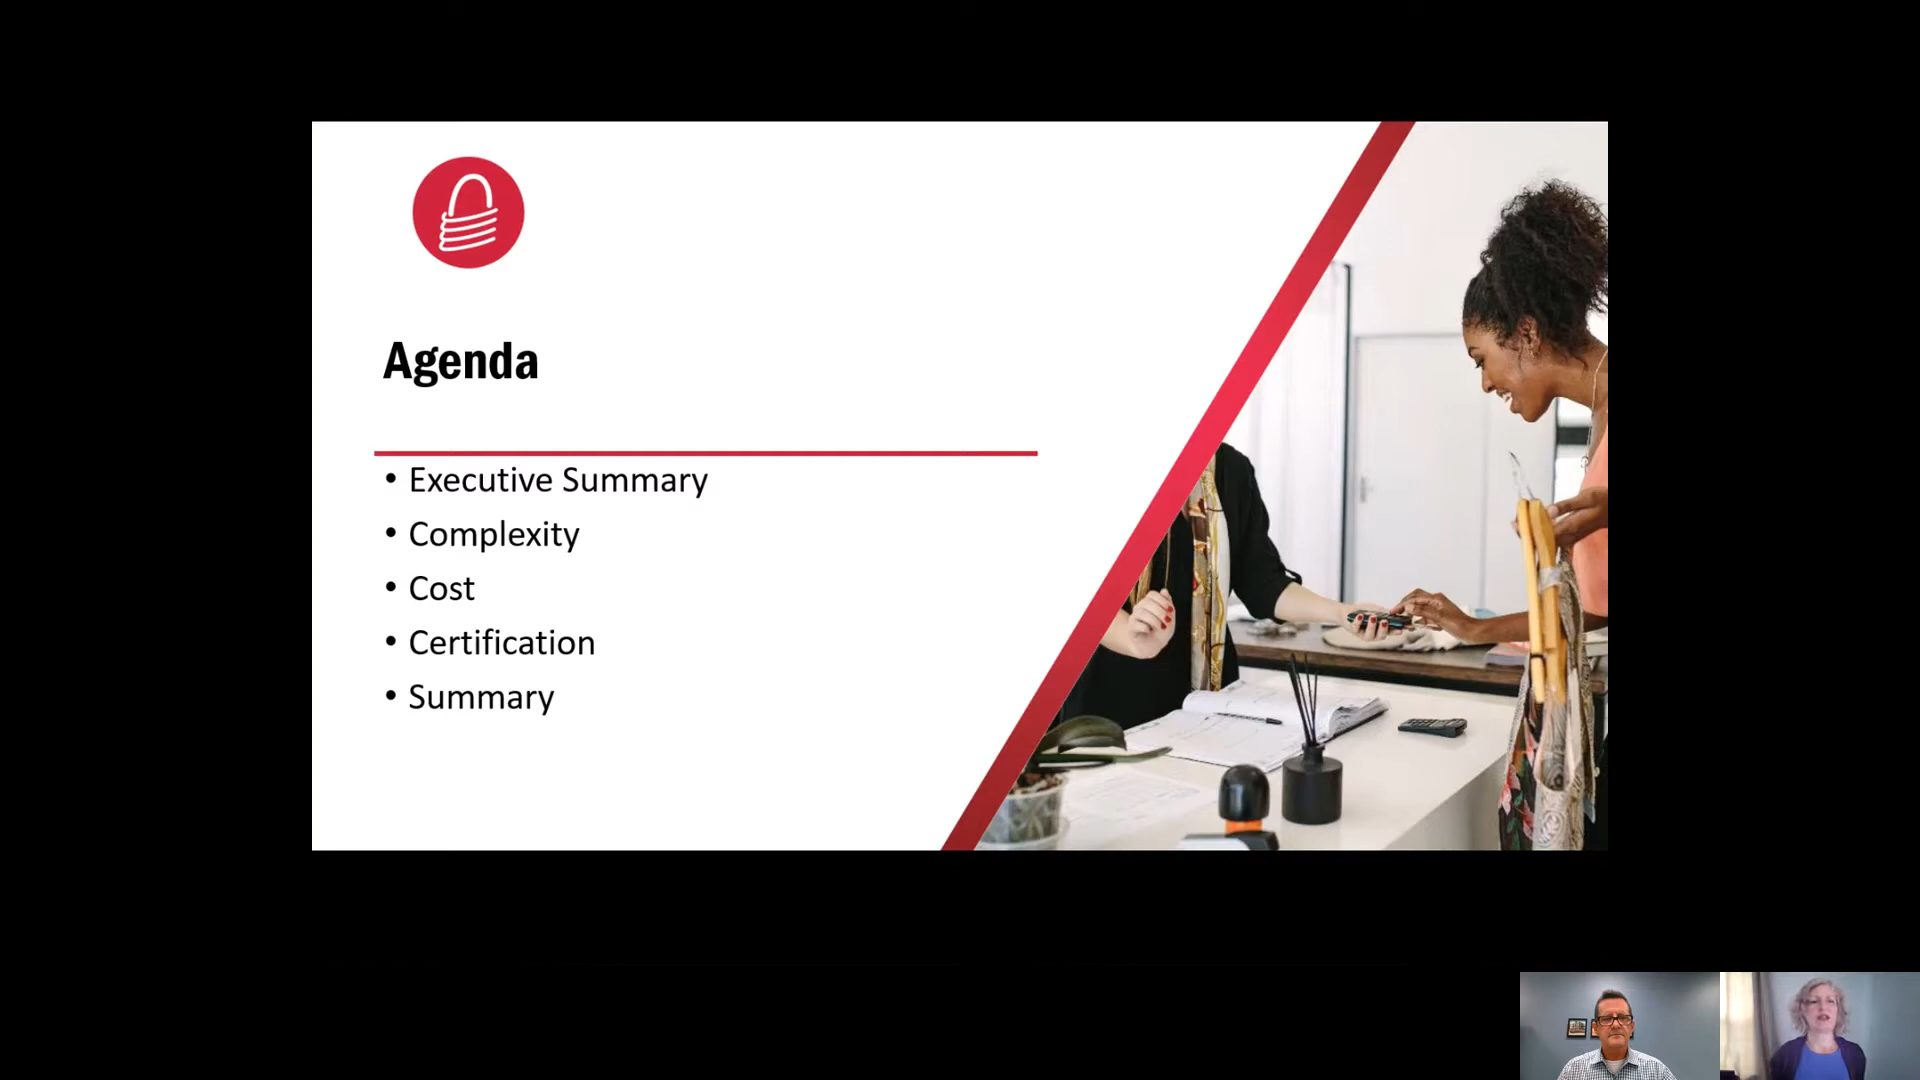 Agenda
• Executive Summary
• Complexity
• Cost
• Certification
• Summary